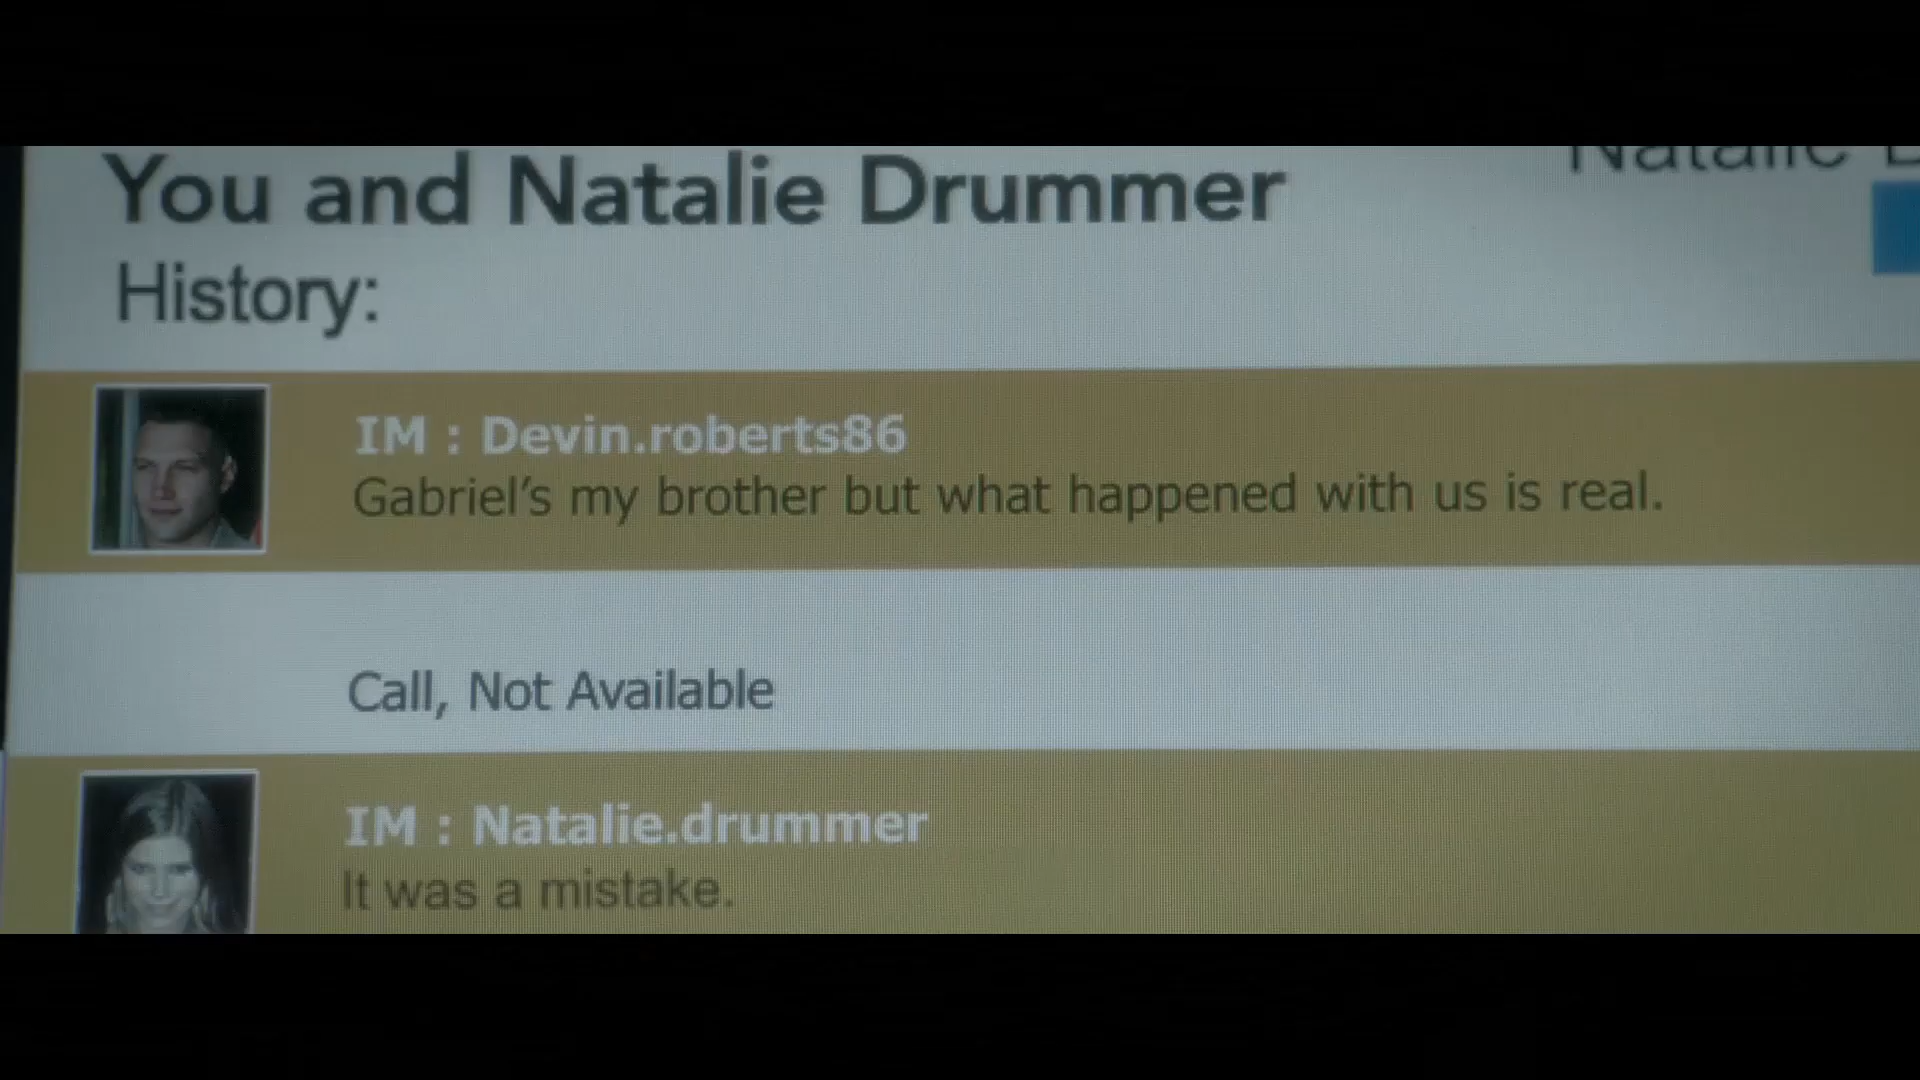 You and Natalie Drummer
Natalie
History:
IM : Devin.roberts86
Gabriel's my brother but what happened with us is real.
Call, Not Available
IM : Natalie.drummer
It was a mistake.